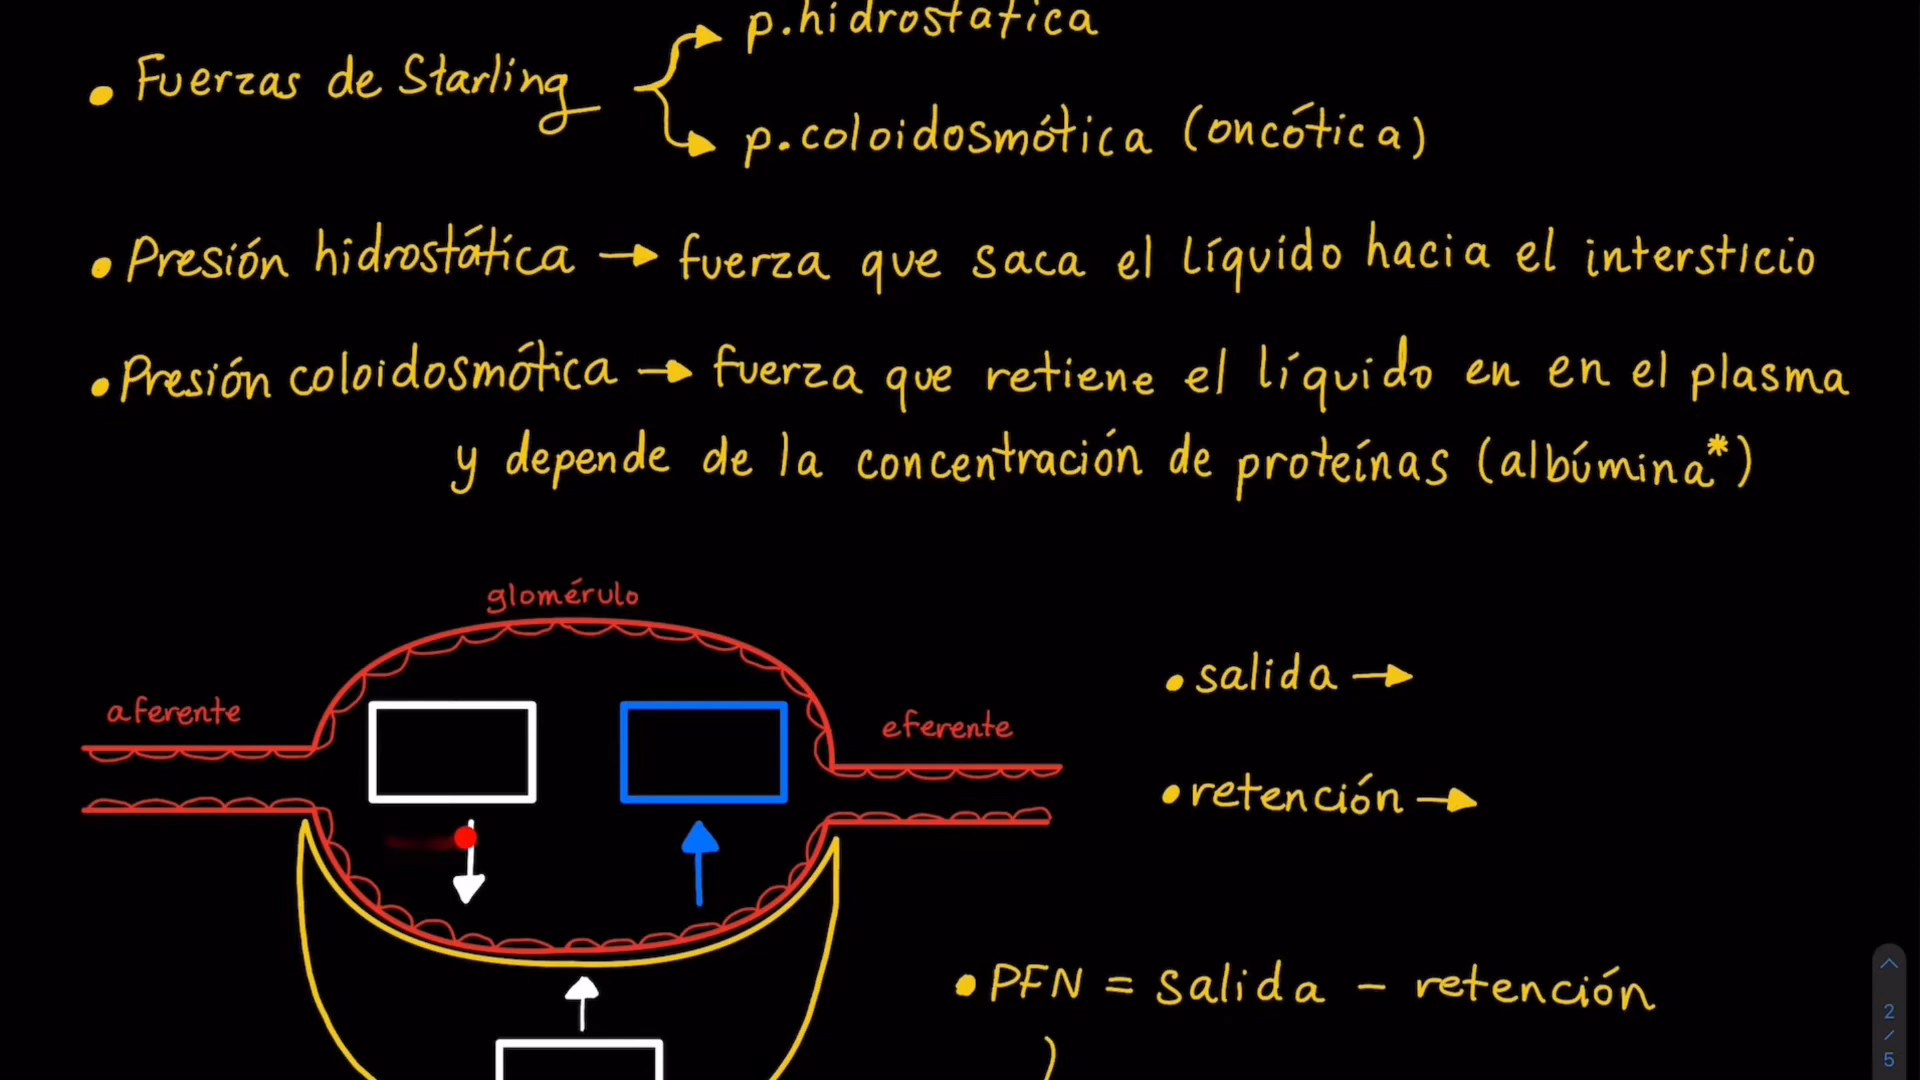 p.hidrostática
• Fuerzas de Starling
p.coloidosmótica (oncótica)
• Presión hidrostática → fuerza que saca el líquido hacia el intersticio
• Presión coloidosmótica → fuerza que retiene el líquido en en el plasma
y depende de la concentración de proteínas (albúmina*)
glomérulo
aferente
eferente
• salida →
• retención →
• PFN = salida - retención
2
/
5